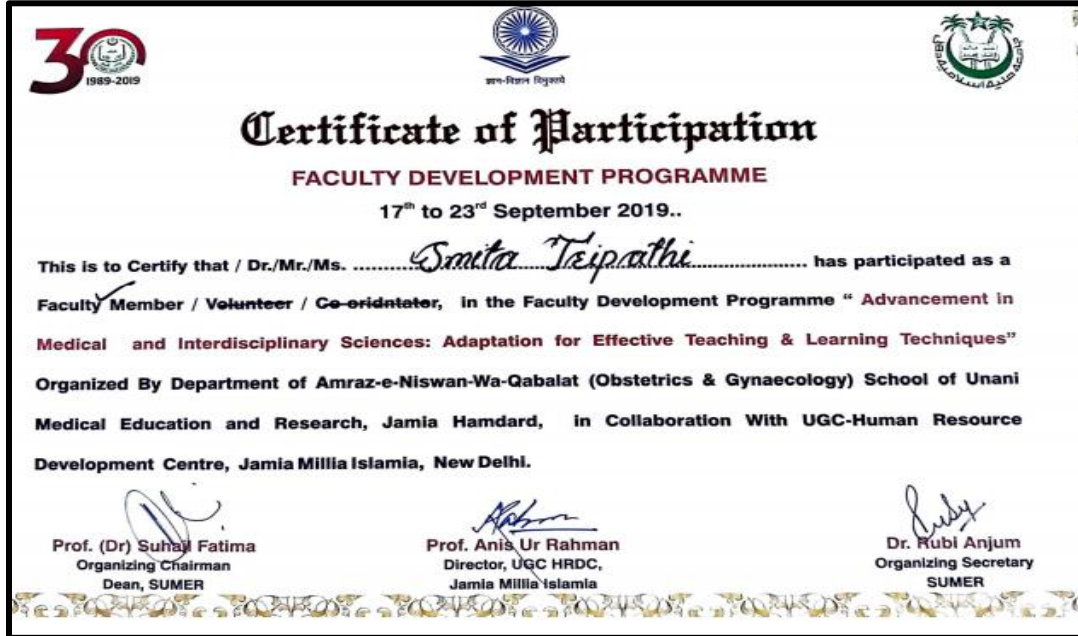 30
1989-2019
ज्ञान-विज्ञान विमुक्तये
Certificate of Participation
FACULTY DEVELOPMENT PROGRAMME
17th to 23rd September 2019..
This is to Certify that / Dr./Mr./Ms. ............Smita Tripathi.................... has participated as a
Faculty Member / Volunteer / Co-oridntator, in the Faculty Development Programme “ Advancement in
Medical and Interdisciplinary Sciences: Adaptation for Effective Teaching & Learning Techniques”
Organized By Department of Amraz-e-Niswan-Wa-Qabalat (Obstetrics & Gynaecology) School of Unani
Medical Education and Research, Jamia Hamdard, in Collaboration With UGC-Human Resource
Development Centre, Jamia Millia Islamia, New Delhi.
Prof. (Dr) Suhail Fatima
Organizing Chairman
Dean, SUMER
Prof. Anis Ur Rahman
Director, UGC HRDC,
Jamia Millia Islamia
Dr. Rubi Anjum
Organizing Secretary
SUMER